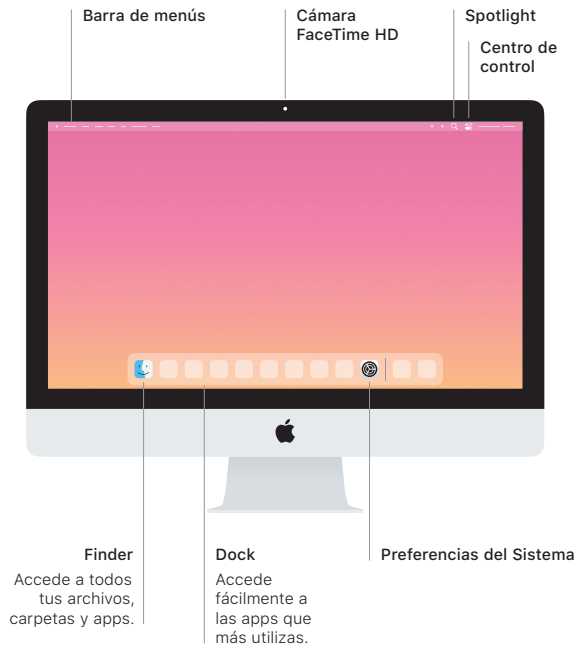 Barra de menús
Cámara
FaceTime HD
Spotlight
Centro de
control
Finder
Accede a todos
tus archivos,
carpetas y apps.
Dock
Accede
fácilmente a
las apps que
más utilizas.
Preferencias del Sistema